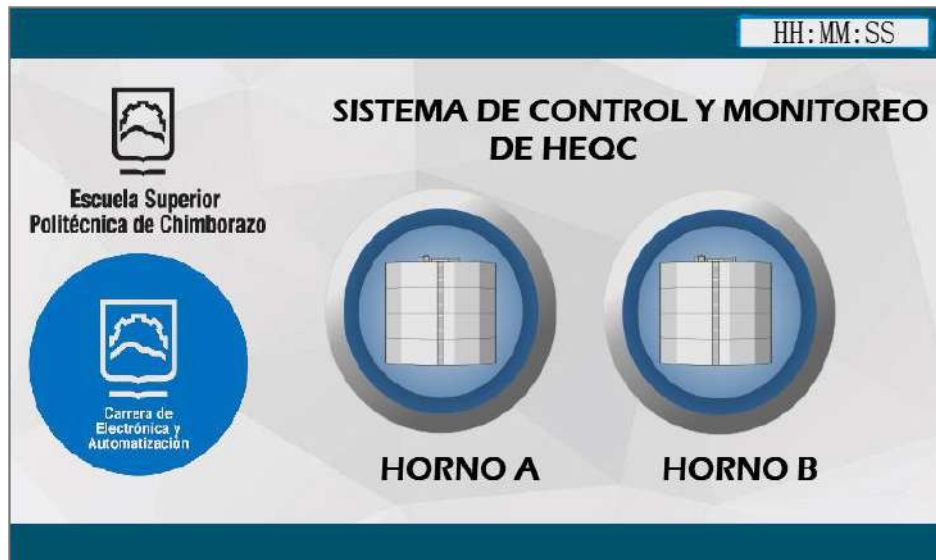 HH:MM:SS
SISTEMA DE CONTROL Y MONITOREO
DE HEQC
Escuela Superior
Politécnica de Chimborazo
Carrera de
Electrónica y
Automatización
HORNO A
HORNO B